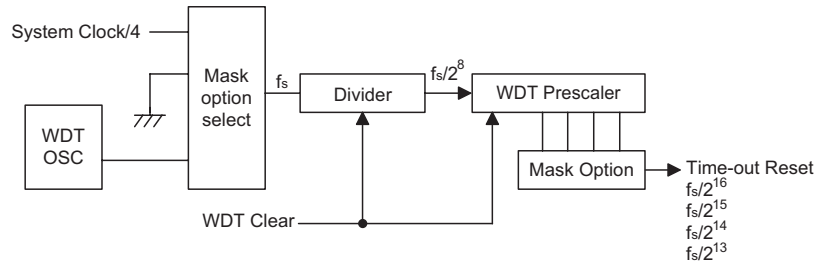 System Clock/4
Mask
option
select
fs
Divider
fs/2^8
WDT Prescaler
WDT
OSC
Mask Option
Time-out Reset
fs/2^16
fs/2^15
fs/2^14
fs/2^13
WDT Clear